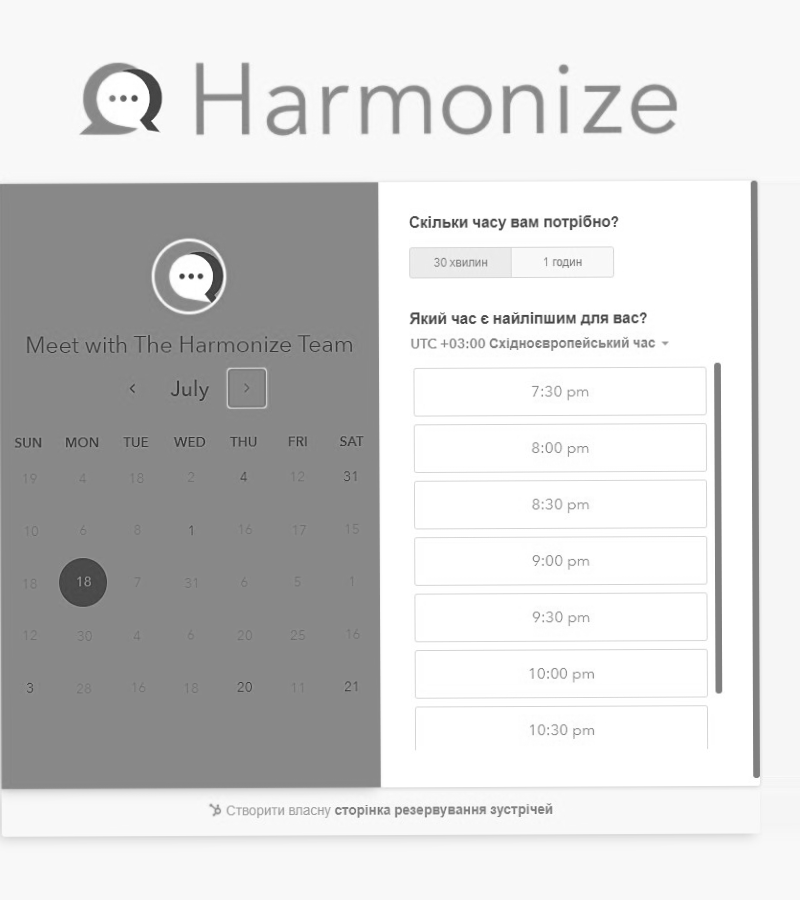 Harmonize
Meet with The Harmonize Team
July
SUN MON TUE WED THU FRI SAT
19 4 18 2 4 12 31
10 6 8 1 16 17 15
18 18 7 31 6 5 1
12 30 4 6 20 25 16
3 28 16 18 20 11 21
Скільки часу вам потрібно?
30 хвилин 1 годин
Який час є найліпшим для вас?
UTC +03:00 Східноєвропейський час
7:30 pm
8:00 pm
8:30 pm
9:00 pm
9:30 pm
10:00 pm
10:30 pm
Створити власну сторінка резервування зустрічей